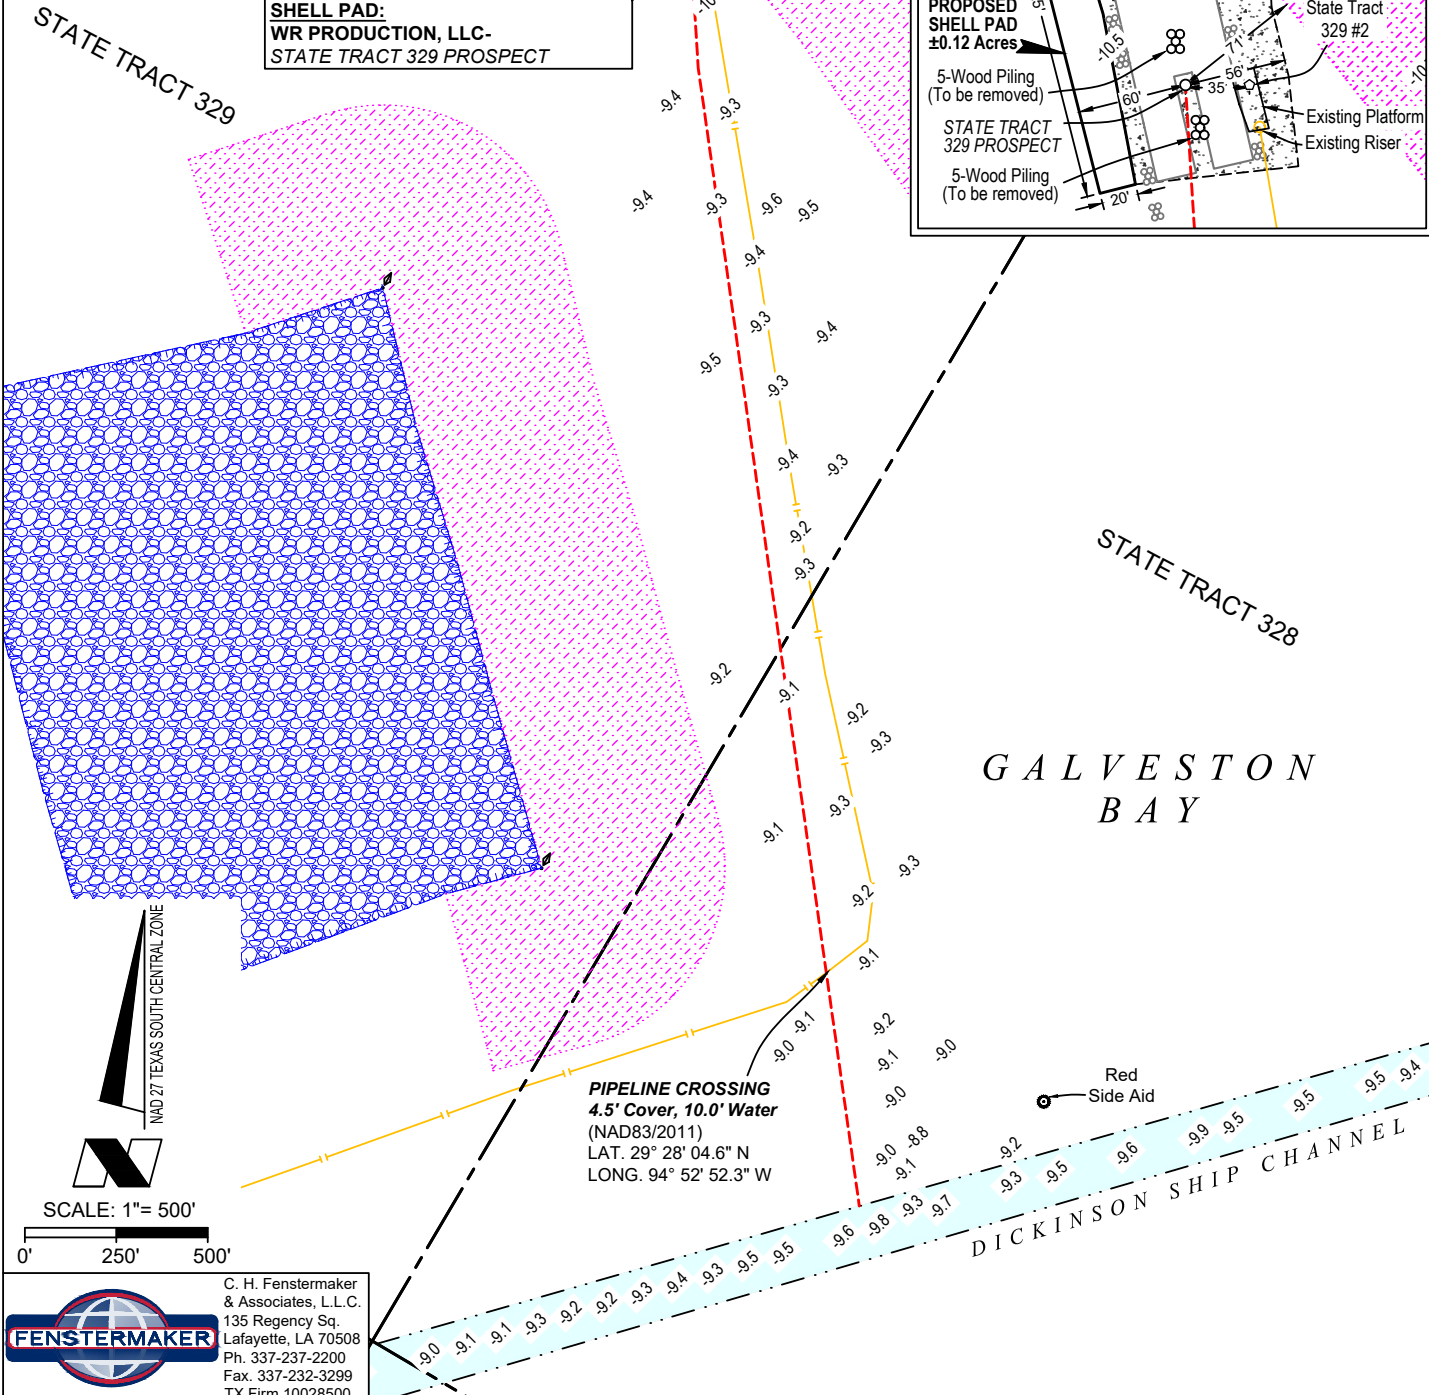 SHELL PAD:
WR PRODUCTION, LLC-
STATE TRACT 329 PROSPECT
STATE TRACT 329
PROPOSED
SHELL PAD
±0.12 Acres
5-Wood Piling
(To be removed)
STATE TRACT
329 PROSPECT
5-Wood Piling
(To be removed)
State Tract
329 #2
Existing Platform
Existing Riser
-10.5
71'
56'
35'
60'
20'
-9.4
-9.3
-9.4
-9.3
-9.6
-9.5
-9.4
-9.3
-9.4
-9.5
-9.3
-9.4
-9.3
-9.2
-9.3
STATE TRACT 328
-9.2
-9.1
-9.2
-9.3
GALVESTON
BAY
-9.3
-9.1
-9.3
-9.2
-9.1
-9.2
-9.1
-9.0
-9.1
-9.0
-9.0
PIPELINE CROSSING
4.5' Cover, 10.0' Water
(NAD83/2011)
LAT. 29° 28' 04.6" N
LONG. 94° 52' 52.3" W
Red
Side Aid
-8.8
-9.0
-9.1
-9.2
-9.3
-9.5
-9.6
-9.9
-9.5
-9.5
-9.5
-9.4
DICKINSON SHIP CHANNEL
-9.0
-9.1
-9.1
-9.3
-9.2
-9.2
-9.3
-9.4
-9.3
-9.5
-9.5
-9.6
-9.8
-9.3
-9.7
NAD 27 TEXAS SOUTH CENTRAL ZONE
SCALE: 1"= 500'
0' 250' 500'
FENSTERMAKER
C. H. Fenstermaker
& Associates, L.L.C.
135 Regency Sq.
Lafayette, LA 70508
Ph. 337-237-2200
Fax. 337-232-3299
TX Firm 10028500